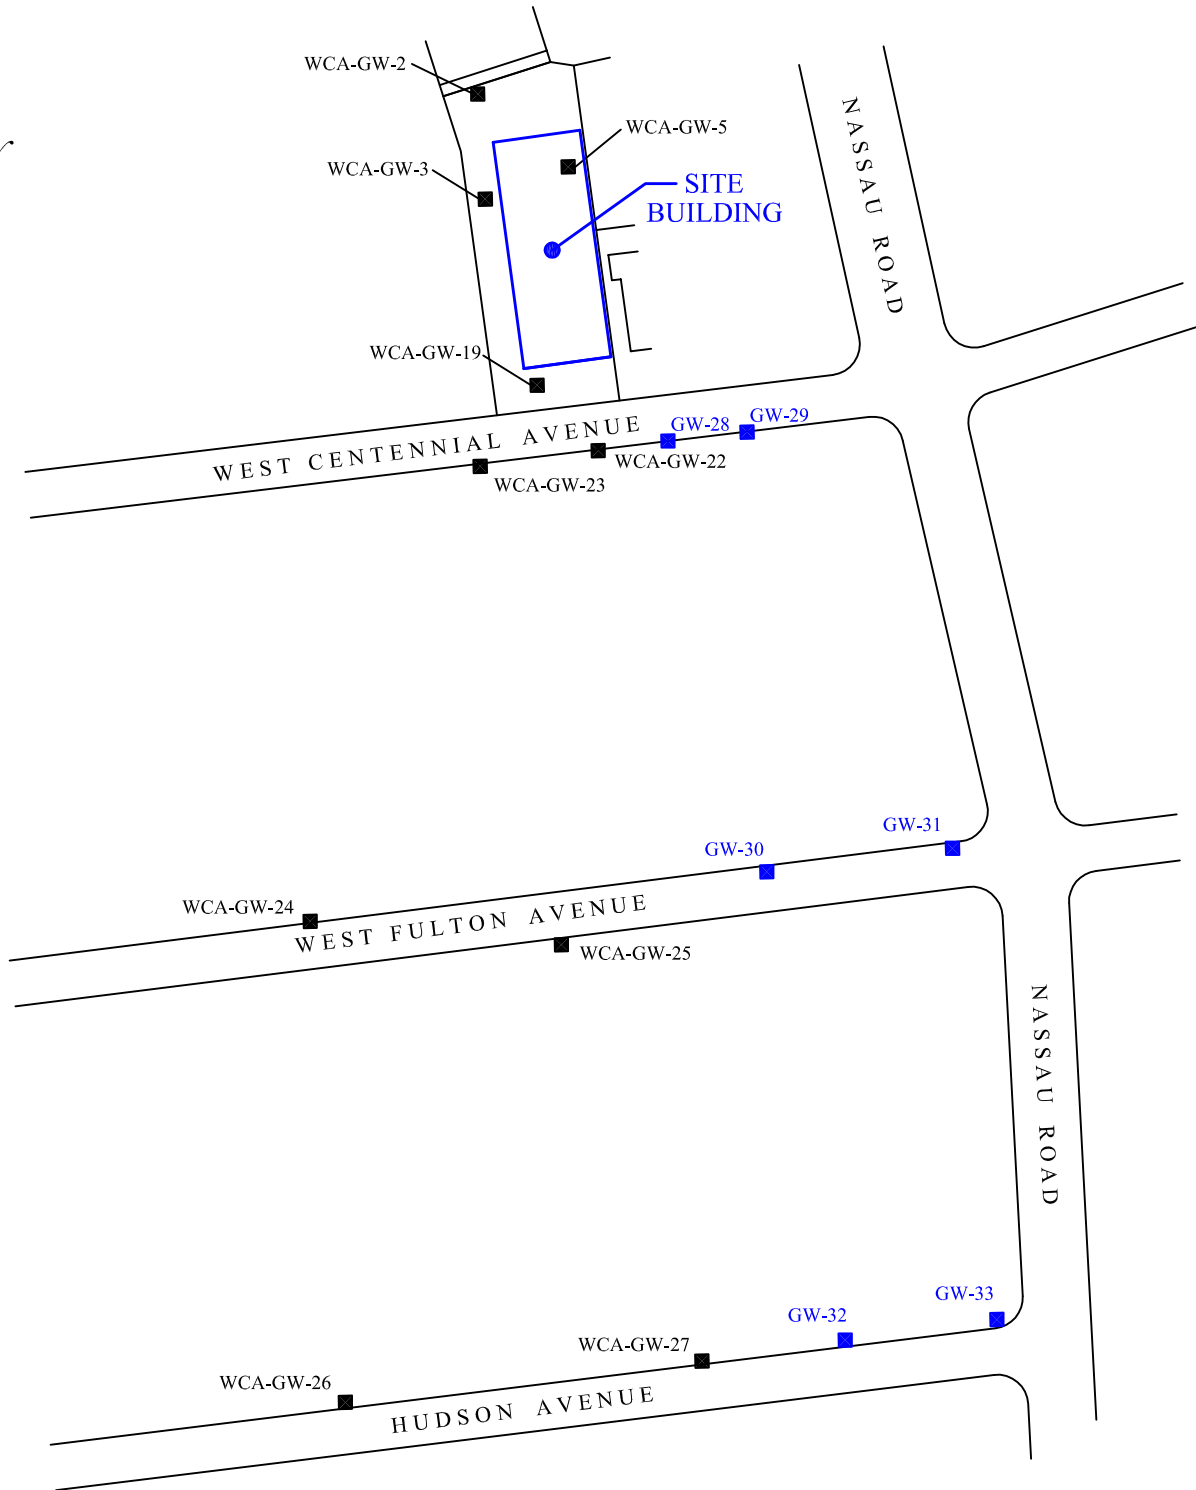 WCA-GW-2
WCA-GW-5
WCA-GW-3
SITE
BUILDING
NASSAU ROAD
WCA-GW-19
WEST CENTENNIAL AVENUE
GW-28
GW-29
WCA-GW-22
WCA-GW-23
GW-31
GW-30
WCA-GW-24
WEST FULTON AVENUE
WCA-GW-25
NASSAU ROAD
GW-33
GW-32
WCA-GW-27
WCA-GW-26
HUDSON AVENUE